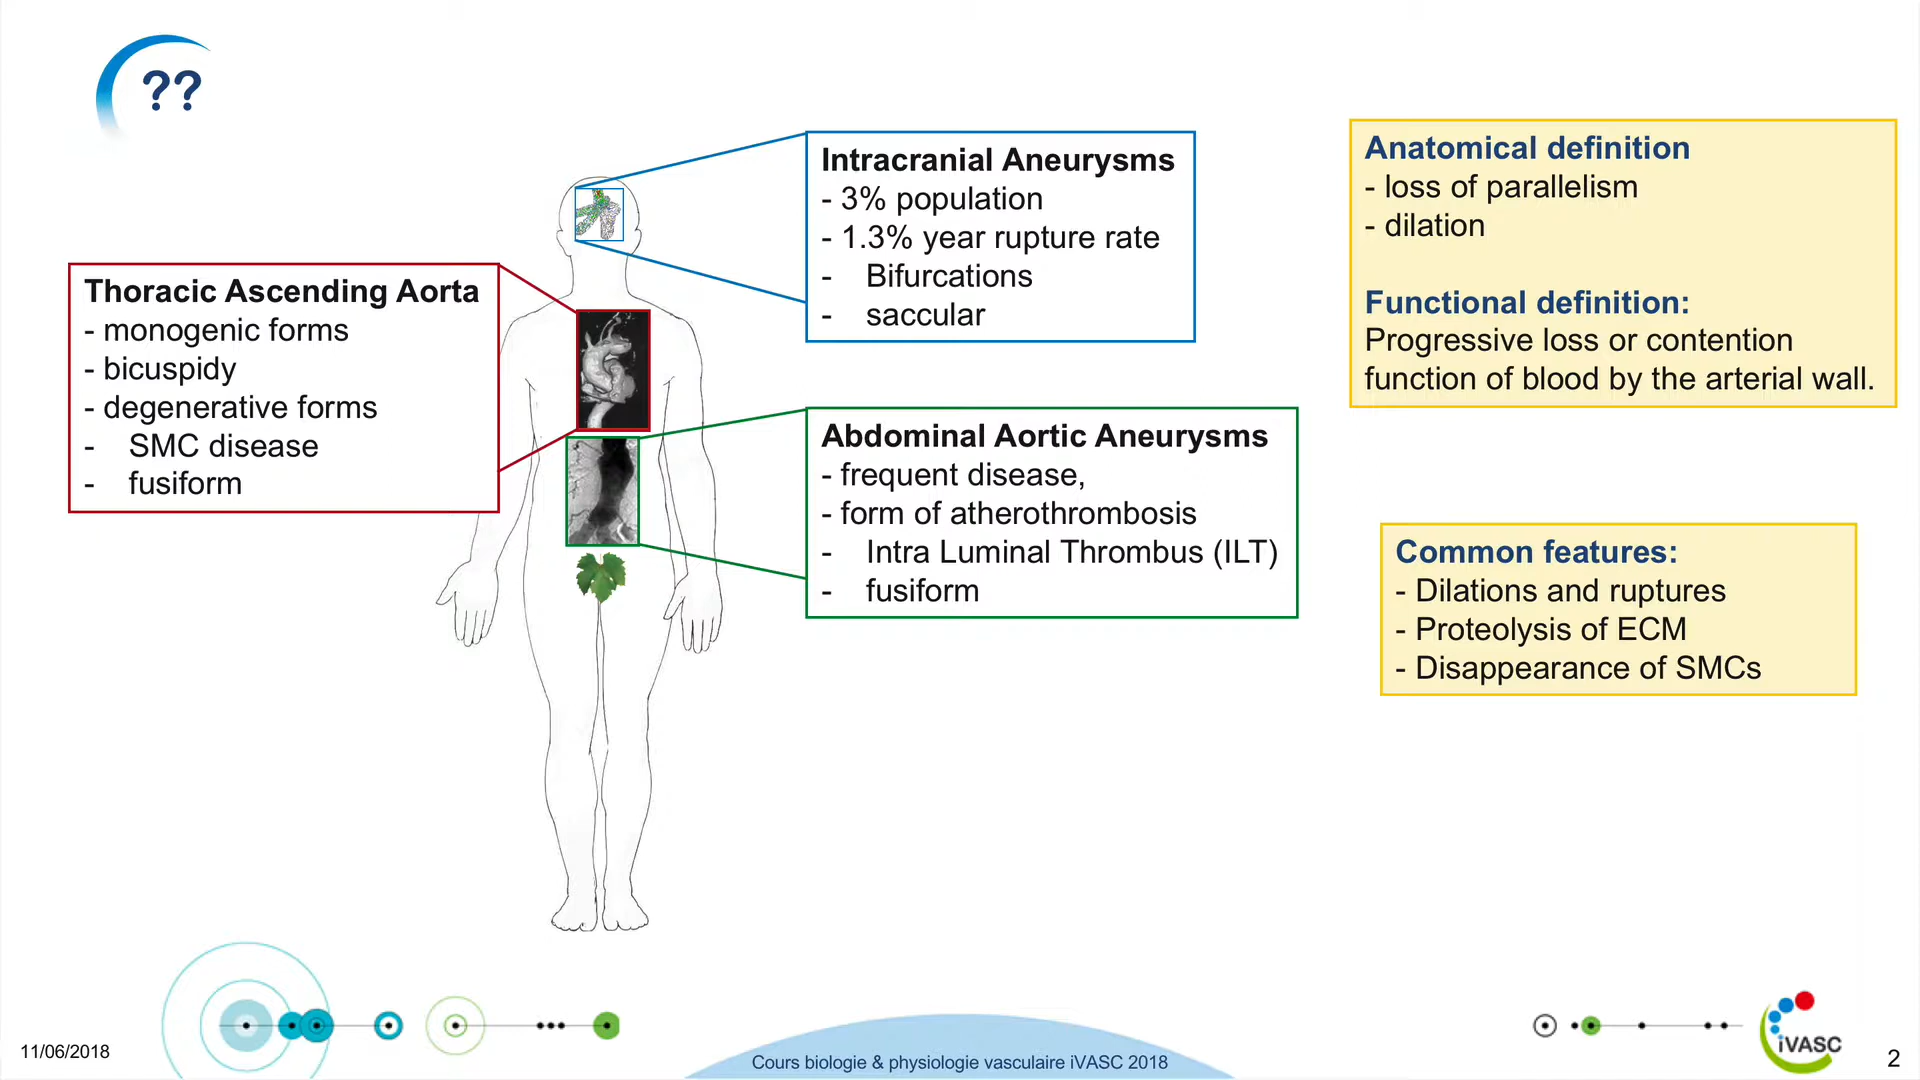 ??
Intracranial Aneurysms
- 3% population
- 1.3% year rupture rate
- Bifurcations
- saccular
Thoracic Ascending Aorta
- monogenic forms
- bicuspidy
- degenerative forms
- SMC disease
- fusiform
Abdominal Aortic Aneurysms
- frequent disease,
- form of atherothrombosis
- Intra Luminal Thrombus (ILT)
- fusiform
Anatomical definition
- loss of parallelism
- dilation
Functional definition:
Progressive loss or contention
function of blood by the arterial wall.
Common features:
- Dilations and ruptures
- Proteolysis of ECM
- Disappearance of SMCs
11/06/2018
Cours biologie & physiologie vasculaire iVASC 2018
iVASC
2